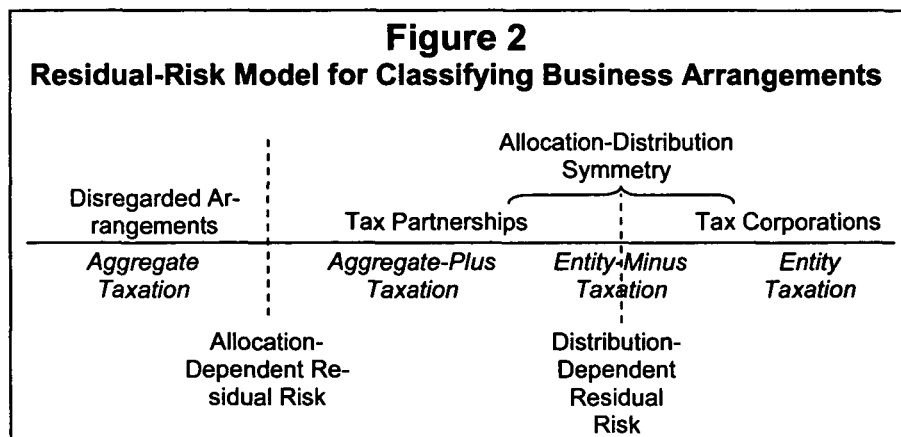 Figure 2
Residual-Risk Model for Classifying Business Arrangements
Allocation-Distribution
Symmetry
Disregarded Ar-
rangements
Tax Partnerships
Tax Corporations
Aggregate
Taxation
Aggregate-Plus
Taxation
Entity-Minus
Taxation
Entity
Taxation
Allocation-
Dependent Re-
sidual Risk
Distribution-
Dependent
Residual
Risk